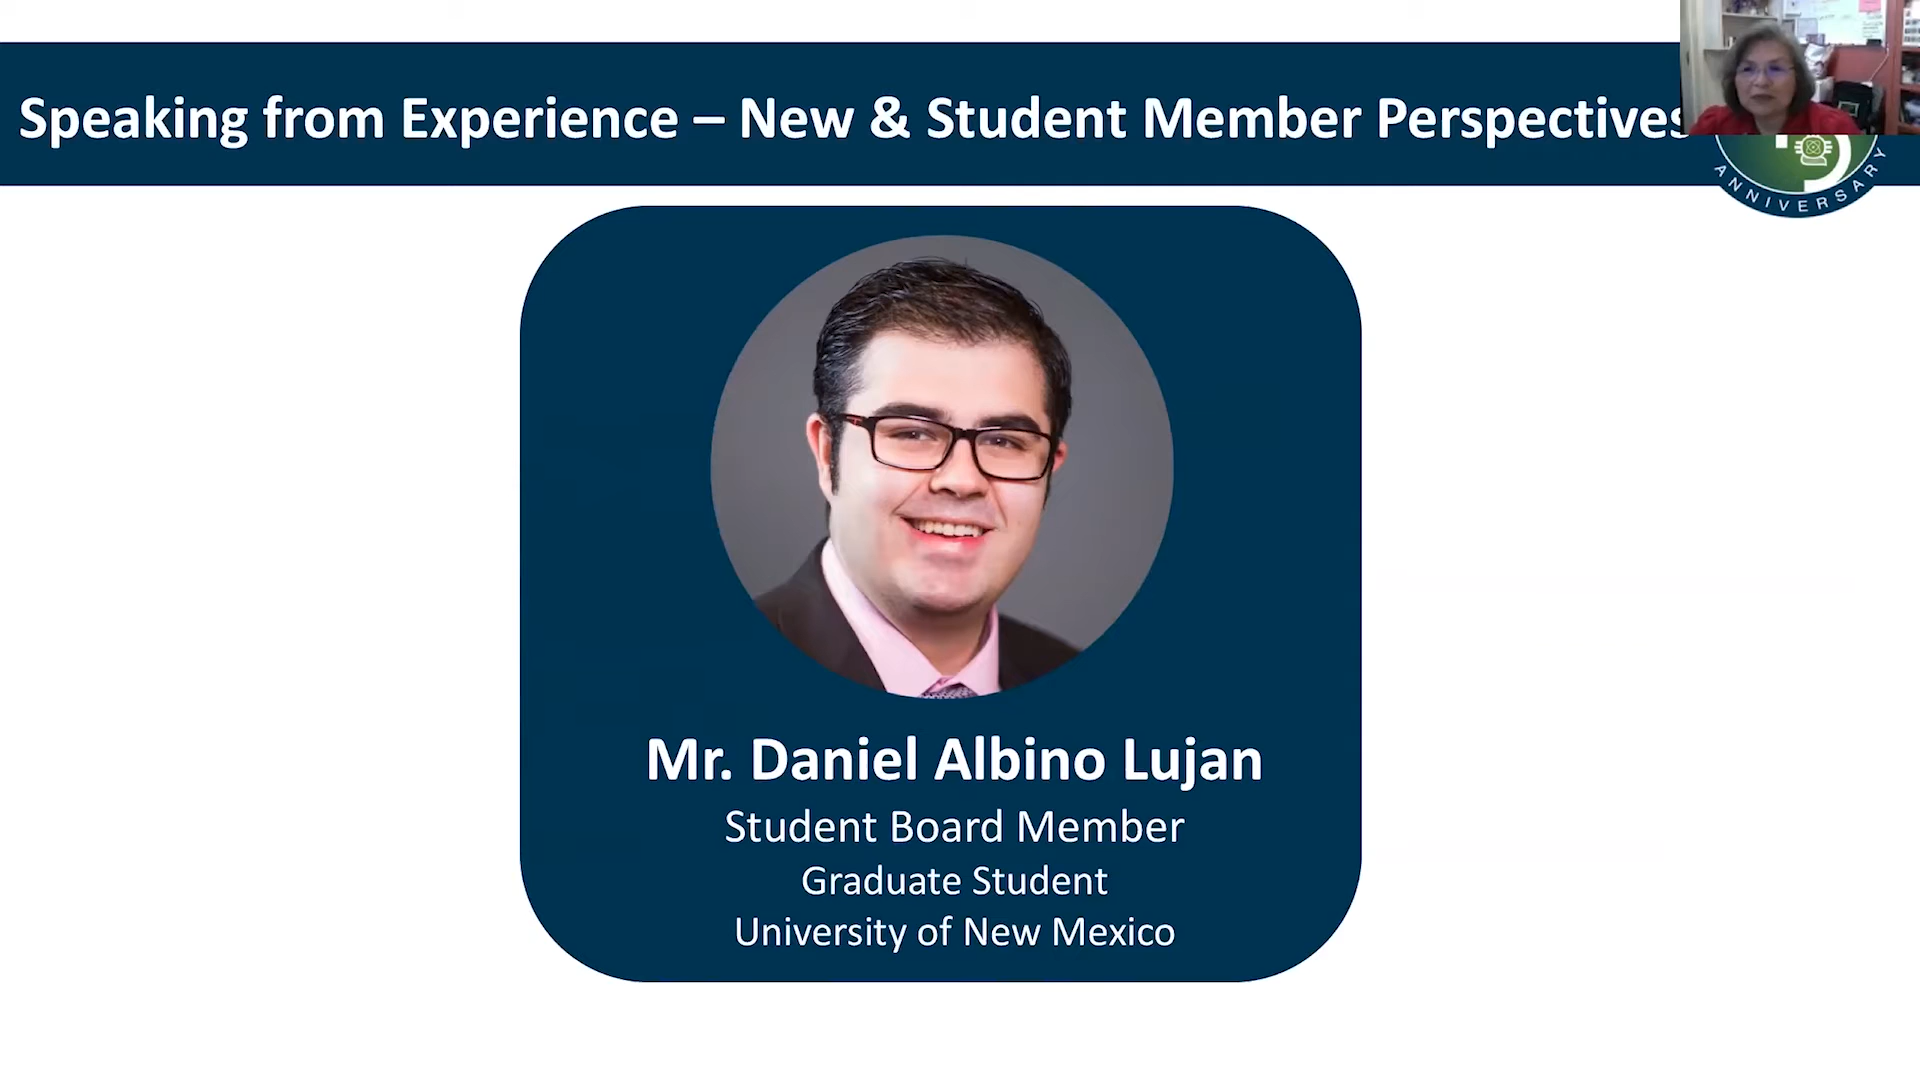 Speaking from Experience – New & Student Member Perspectives
ANNIVERSARY
Mr. Daniel Albino Lujan
Student Board Member
Graduate Student
University of New Mexico